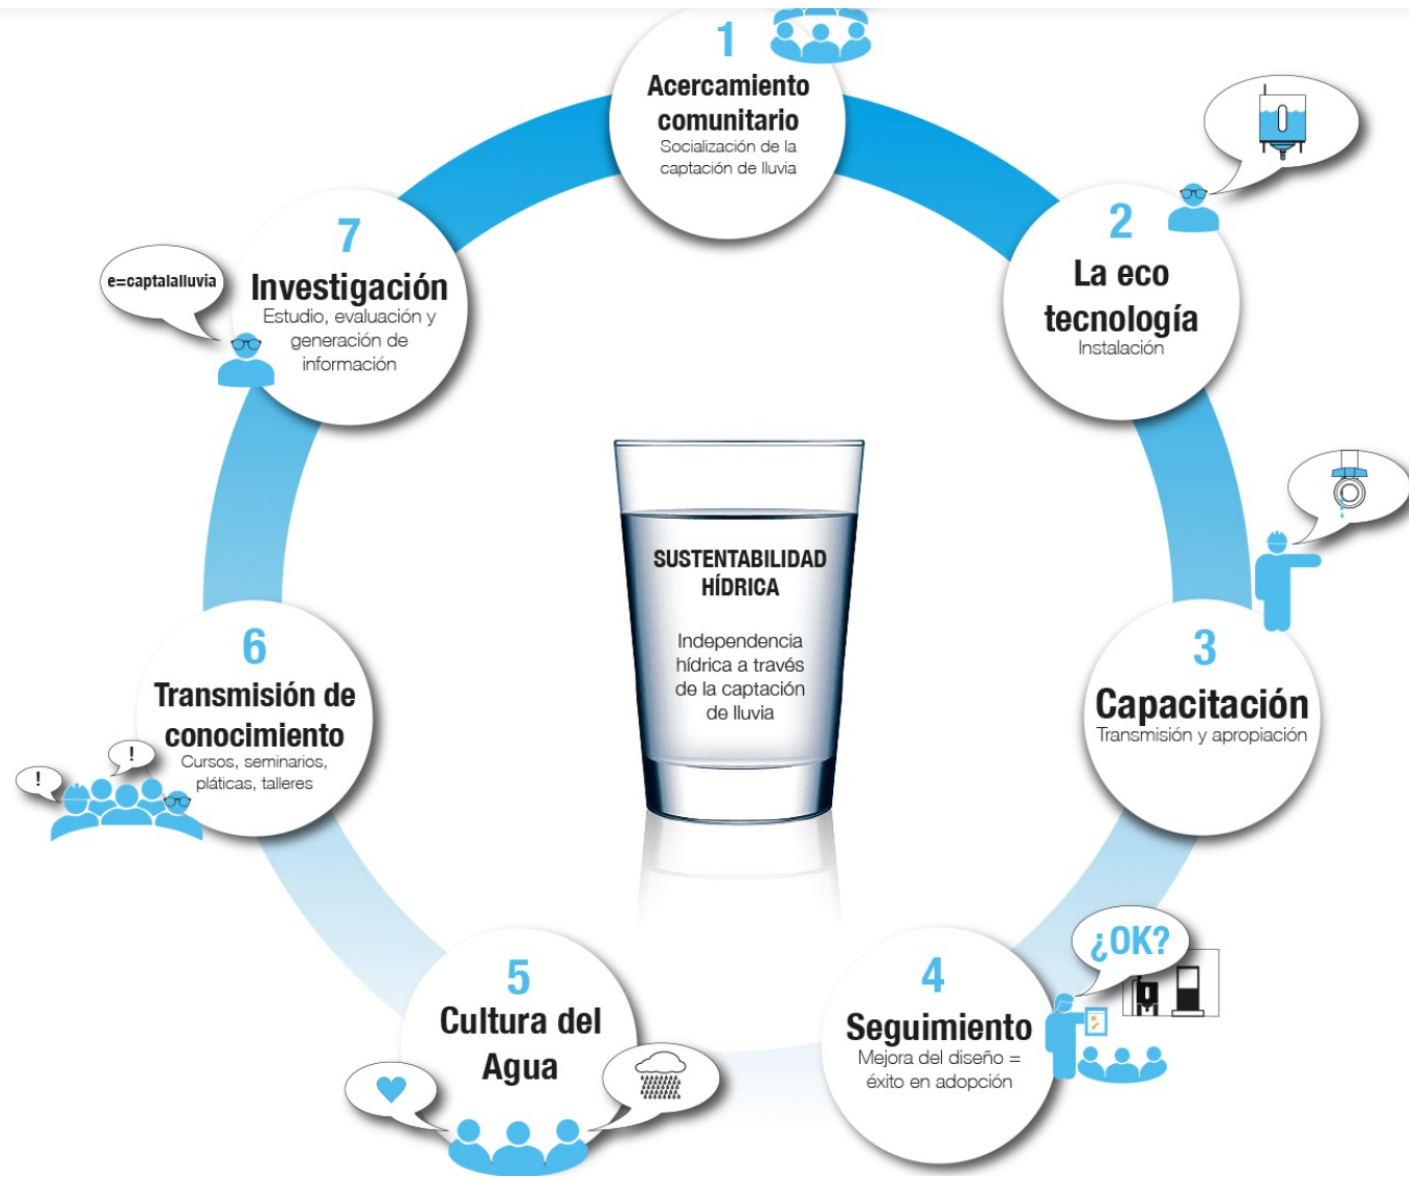 1
Acercamiento
comunitario
Socialización de la
captación de lluvia
2
La eco
tecnología
Instalación
3
Capacitación
Transmisión y apropiación
¿OK?
4
Seguimiento
Mejora del diseño =
éxito en adopción
5
Cultura del
Agua
6
Transmisión de
conocimiento
Cursos, seminarios,
pláticas, talleres
!
!
7
Investigación
Estudio, evaluación y
generación de
información
e=captalalluvia
SUSTENTABILIDAD
HÍDRICA
Independencia
hídrica a través
de la captación
de lluvia